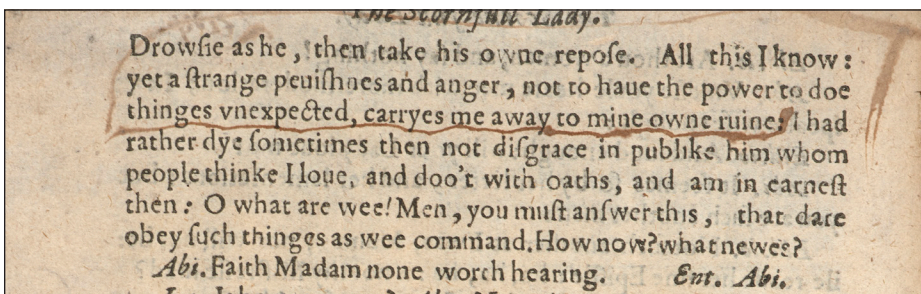 The Scornfull Lady.
Drowſie as he, then take his owne repoſe. All this I know:
yet a ſtrange peuiſhnes and anger, not to haue the power to doe
thinges vnexpected, carryes me away to mine owne ruine, I had
rather dye ſometimes then not diſgrace in publike him whom
people thinke I loue, and doo't with oaths, and am in earneſt
then: O what are wee! Men, you muſt anſwer this, that dare
obey ſuch thinges as wee command. How now? what newes?
Abi. Faith Madam none worth hearing. Ent. Abi.